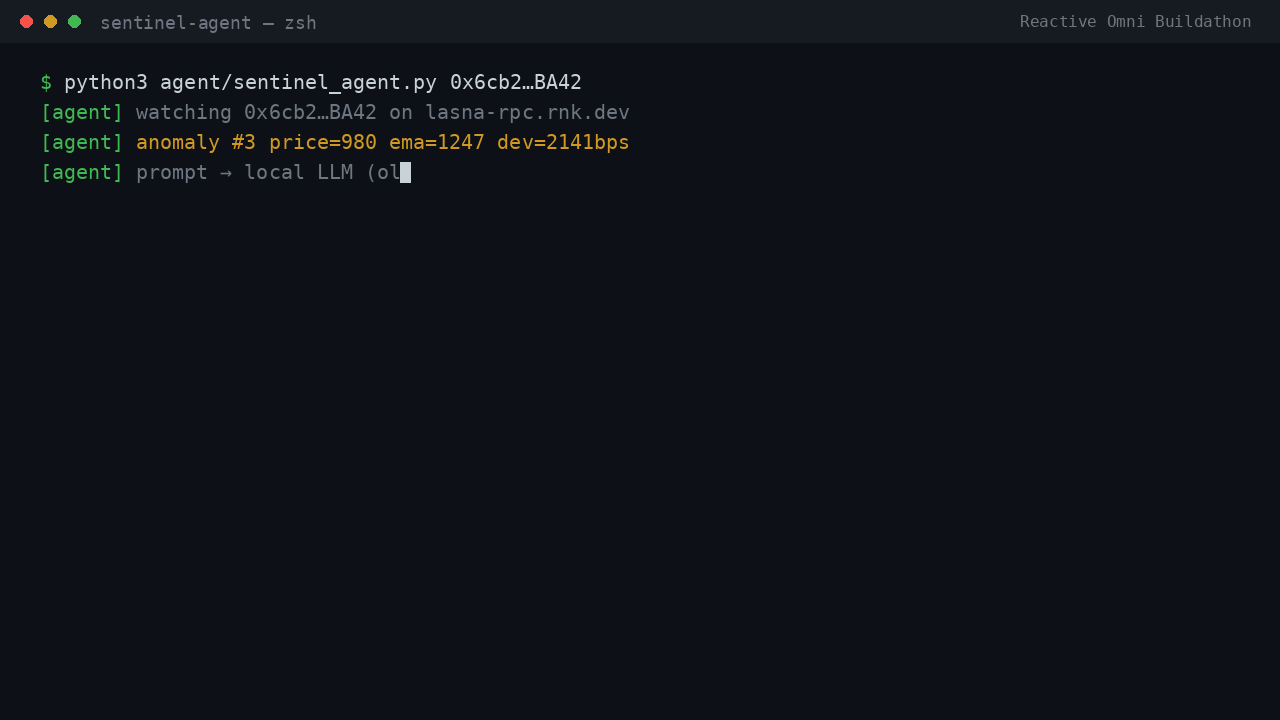 sentinel-agent — zsh
Reactive Omni Buildathon
$ python3 agent/sentinel_agent.py 0x6cb2…BA42
[agent] watching 0x6cb2…BA42 on lasna-rpc.rnk.dev
[agent] anomaly #3 price=980 ema=1247 dev=2141bps
[agent] prompt → local LLM (ol